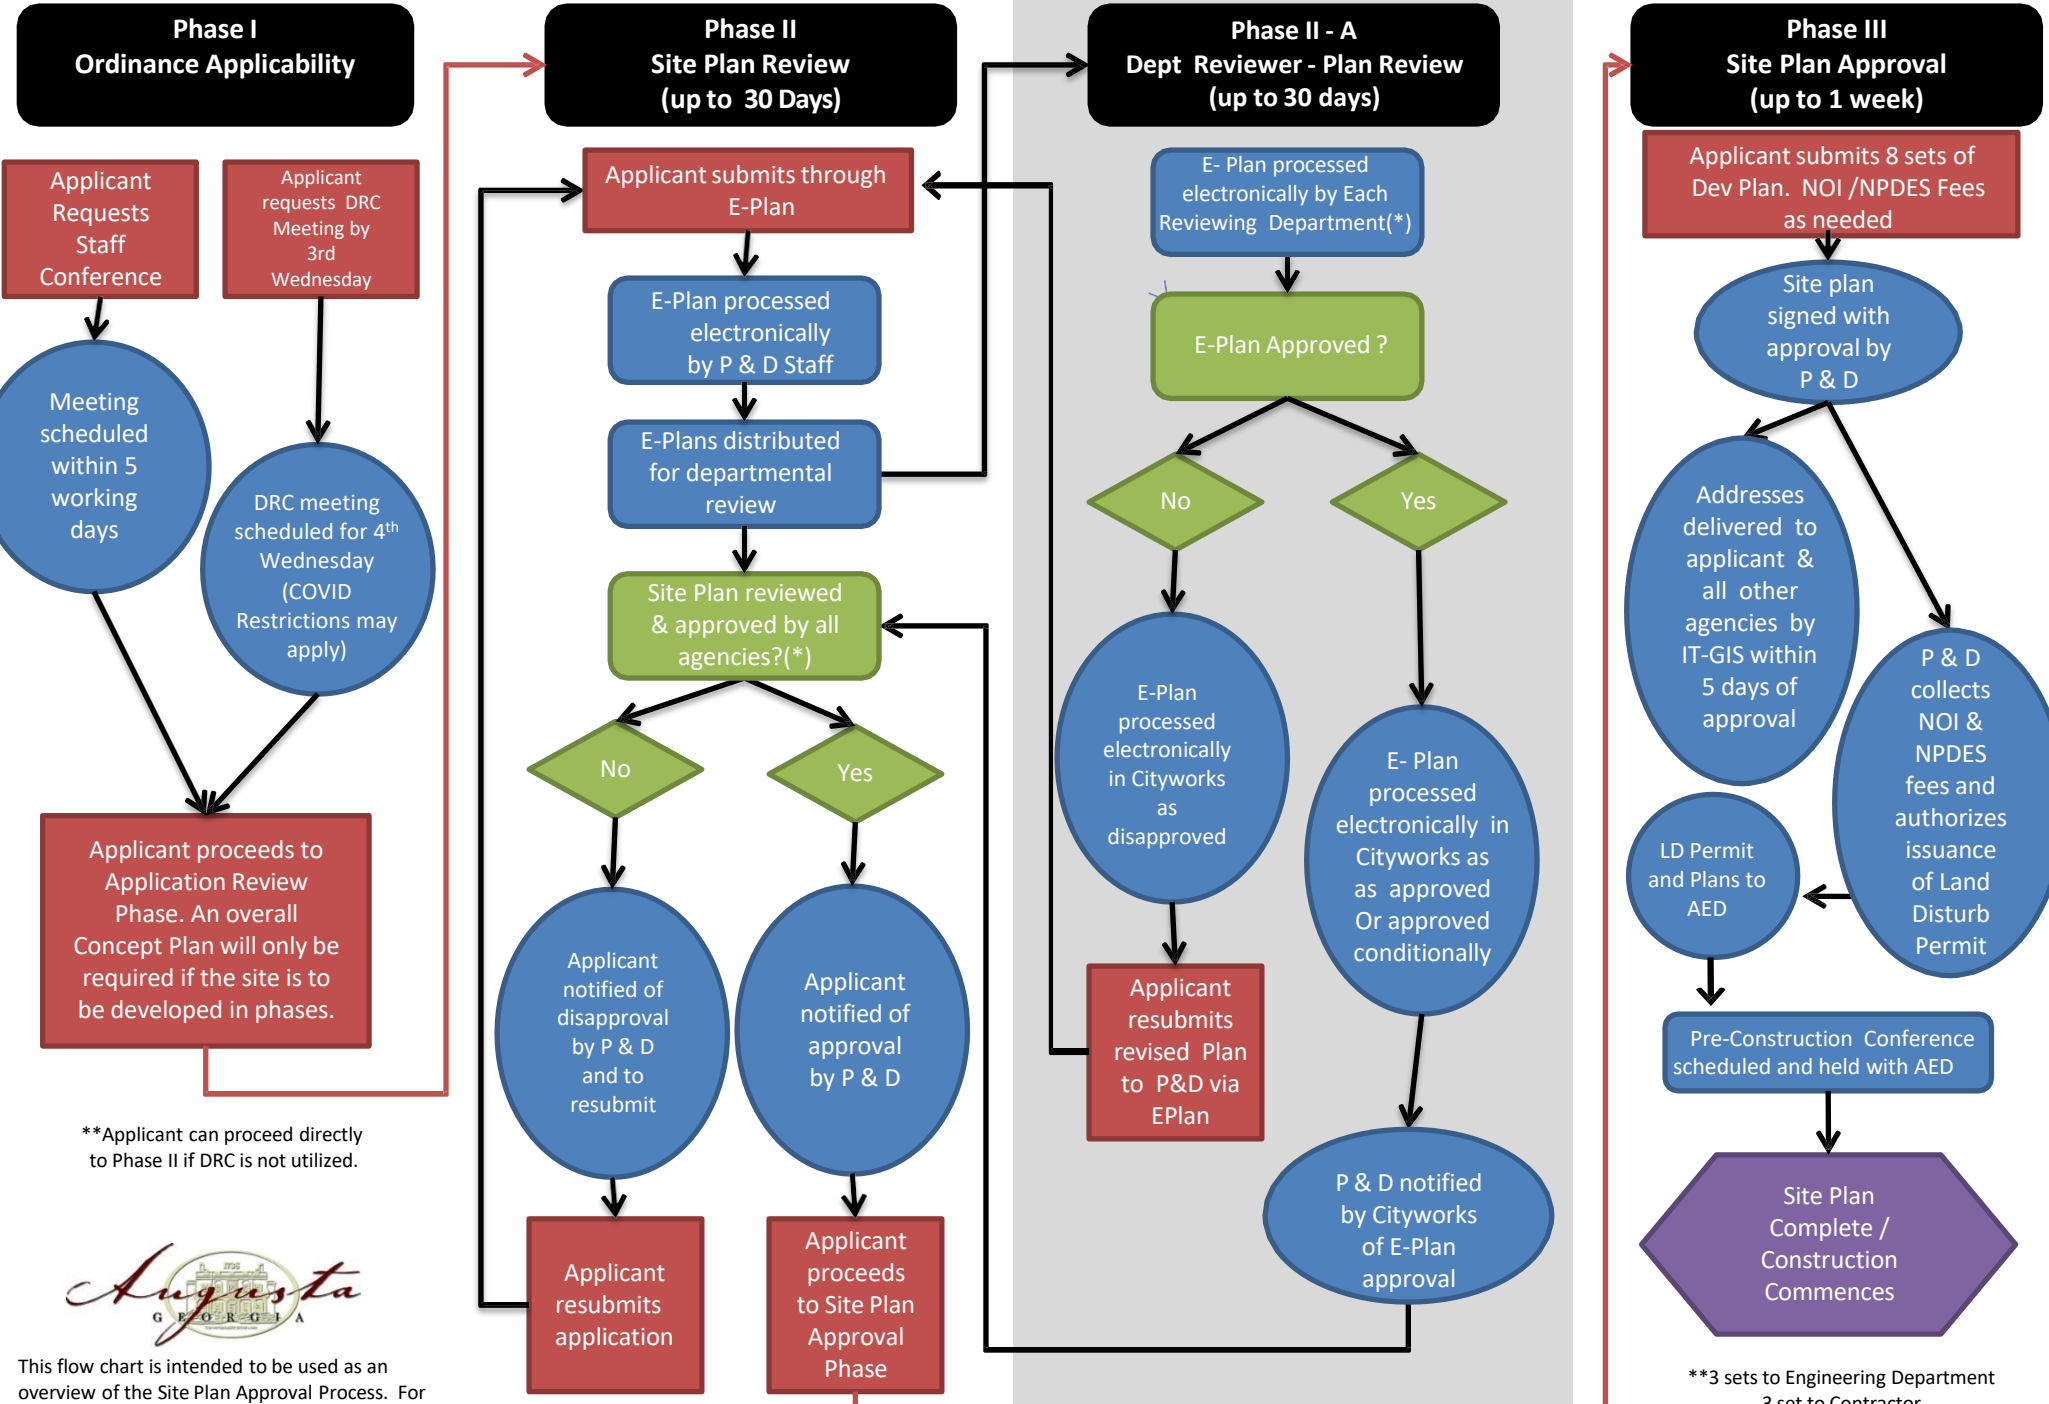 Phase I
Ordinance Applicability
Applicant
Requests
Staff
Conference
Applicant
requests DRC
Meeting by
3rd
Wednesday
Meeting
scheduled
within 5
working
days
DRC meeting
scheduled for 4th
Wednesday
(COVID
Restrictions may
apply)
Applicant proceeds to
Application Review
Phase. An overall
Concept Plan will only be
required if the site is to
be developed in phases.
**Applicant can proceed directly
to Phase II if DRC is not utilized.
Augusta
GEORGIA
This flow chart is intended to be used as an
overview of the Site Plan Approval Process. For
Phase II
Site Plan Review
(up to 30 Days)
Applicant submits through
E-Plan
E-Plan processed
electronically
by P & D Staff
E-Plans distributed
for departmental
review
Site Plan reviewed
& approved by all
agencies?(*)
No
Yes
Applicant
notified of
disapproval
by P & D
and to
resubmit
Applicant
notified of
approval
by P & D
Applicant
resubmits
application
Applicant
proceeds
to Site Plan
Approval
Phase
Phase II - A
Dept Reviewer - Plan Review
(up to 30 days)
E- Plan processed
electronically by Each
Reviewing Department(*)
E-Plan Approved ?
No
Yes
E-Plan
processed
electronically
in Cityworks
as
disapproved
E- Plan
processed
electronically in
Cityworks as
as approved
Or approved
conditionally
Applicant
resubmits
revised Plan
to P&D via
EPlan
P & D notified
by Cityworks
of E-Plan
approval
Phase III
Site Plan Approval
(up to 1 week)
Applicant submits 8 sets of
Dev Plan. NOI /NPDES Fees
as needed
Site plan
signed with
approval by
P & D
Addresses
delivered to
applicant &
all other
agencies by
IT-GIS within
5 days of
approval
P & D
collects
NOI &
NPDES
fees and
authorizes
issuance
of Land
Disturb
Permit
LD Permit
and Plans to
AED
Pre-Construction Conference
scheduled and held with AED
Site Plan
Complete /
Construction
Commences
**3 sets to Engineering Department
3 set to Contractor